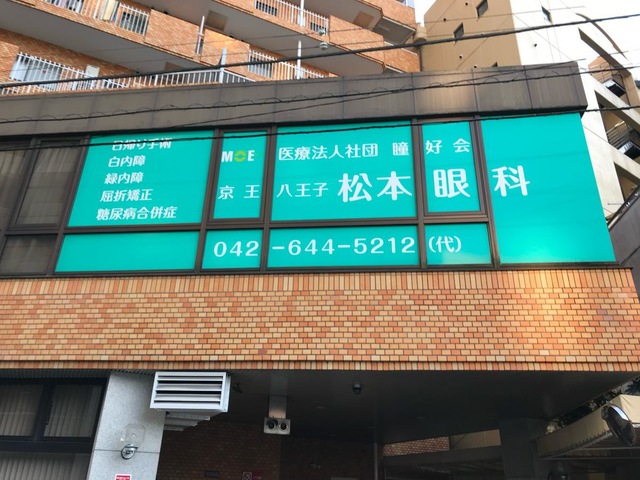 日帰り手術
白内障
緑内障
屈折矯正
糖尿病合併症
MOE 医療法人社団 瞳好会
京王八王子 松本眼科
042-644-5212(代)